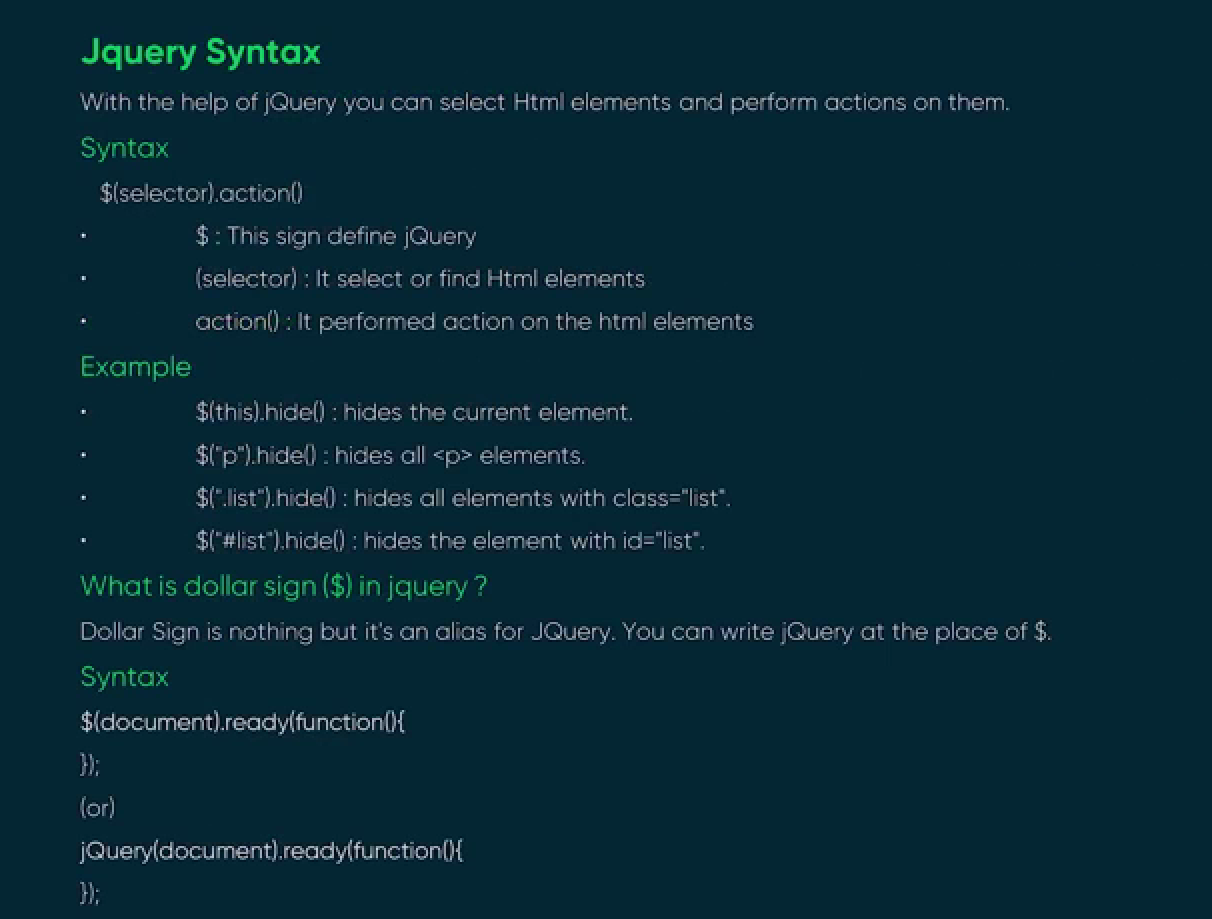 Jquery Syntax
With the help of jQuery you can select Html elements and perform actions on them.
Syntax
$(selector).action()
• $ : This sign define jQuery
• (selector) : It select or find Html elements
• action() : It performed action on the html elements
Example
• $(this).hide() : hides the current element.
• $("p").hide() : hides all <p> elements.
• $(".list").hide() : hides all elements with class="list".
• $("#list").hide() : hides the element with id="list".
What is dollar sign ($) in jquery ?
Dollar Sign is nothing but it's an alias for JQuery. You can write jQuery at the place of $.
Syntax
$(document).ready(function(){
});
(or)
jQuery(document).ready(function(){
});